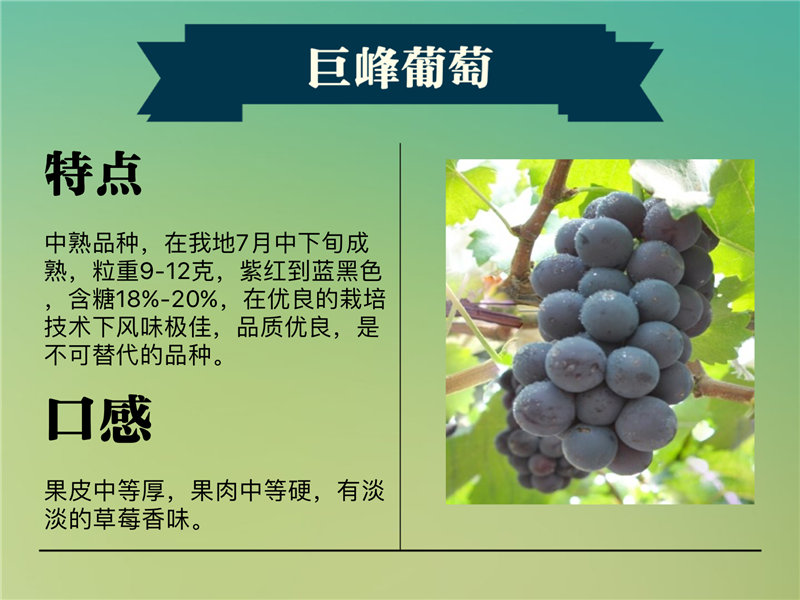 巨峰葡萄
特点
中熟品种，在我地7月中下旬成
熟，粒重9-12克，紫红到蓝黑色
，含糖18%-20%，在优良的栽培
技术下风味极佳，品质优良，是
不可替代的品种。
口感
果皮中等厚，果肉中等硬，有淡
淡的草莓香味。